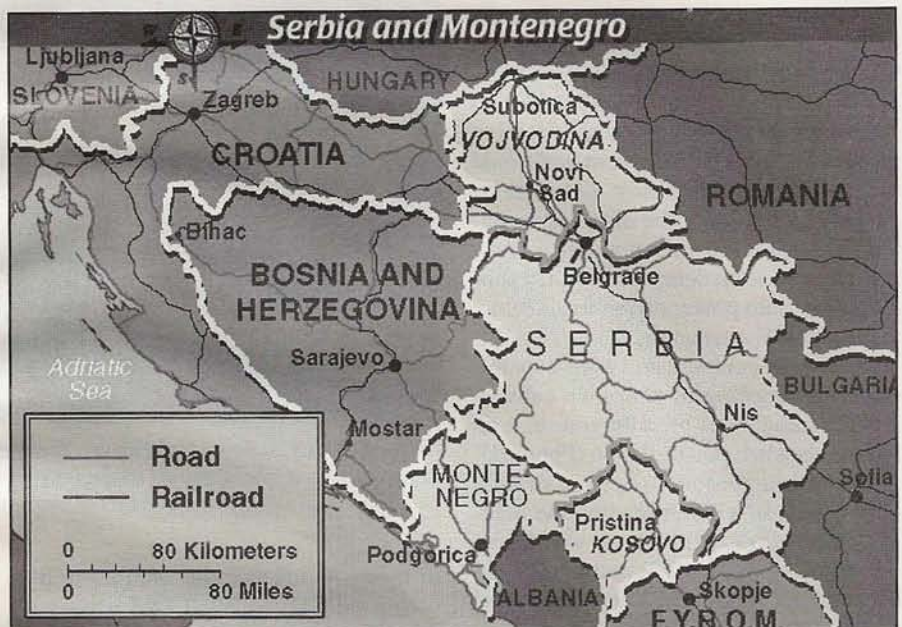 Serbia and Montenegro
Ljubljana
SLOVENIA
HUNGARY
Zagreb
Subotica
VOJVODINA
CROATIA
Novi
Sad
ROMANIA
Bihac
BOSNIA AND
HERZEGOVINA
Belgrade
SERBIA
Sarajevo
Adriatic
Sea
BULGARIA
Nis
Mostar
MONTE-
NEGRO
Sofia
Pristina
KOSOVO
Podgorica
ALBANIA
Skopje
F.Y.R.O.M.
Road
Railroad
0 80 Kilometers
0 80 Miles
S